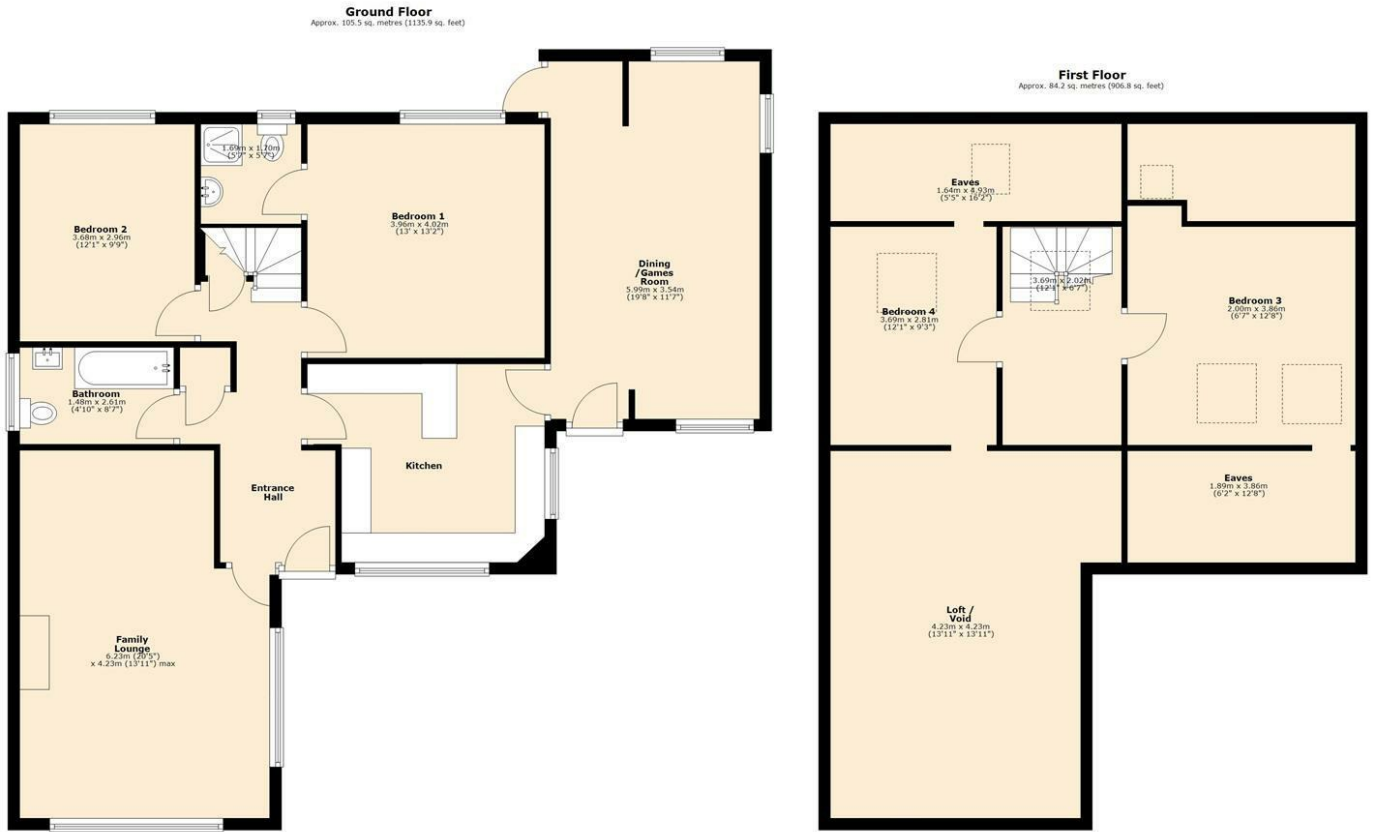 Ground Floor
Approx. 105.5 sq. metres (1135.9 sq. feet)
First Floor
Approx. 84.2 sq. metres (906.8 sq. feet)
1.69m x 1.70m
(5'7" x 5'7")
Bedroom 2
3.68m x 2.96m
(12'1" x 9'9")
Bedroom 1
3.96m x 4.02m
(13' x 13'2")
Dining
/Games
Room
5.99m x 3.54m
(19'8" x 11'7")
Bathroom
1.48m x 2.61m
(4'10" x 8'7")
Kitchen
Entrance
Hall
Family
Lounge
6.23m (20'5")
x 4.23m (13'11") max
Eaves
1.64m x 4.93m
(5'5" x 16'2")
3.69m x 2.02m
(12'1" x 6'7")
Bedroom 4
3.69m x 2.81m
(12'1" x 9'3")
Bedroom 3
2.00m x 3.86m
(6'7" x 12'8")
Eaves
1.89m x 3.86m
(6'2" x 12'8")
Loft /
Void
4.23m x 4.23m
(13'11" x 13'11")